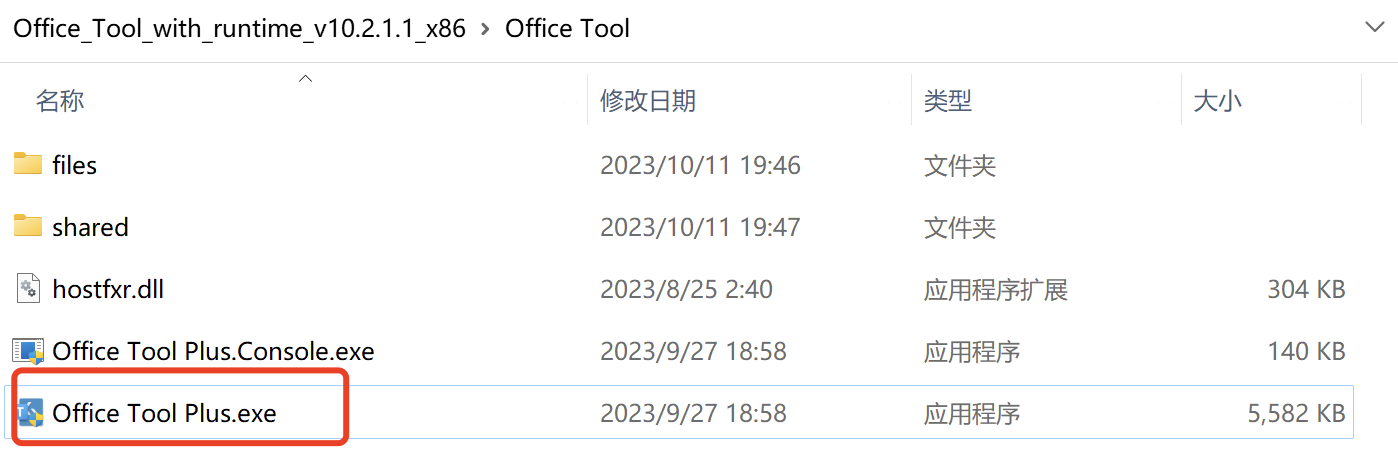 Office_Tool_with_runtime_v10.2.1.1_x86 > Office Tool
名称 修改日期 类型 大小
files 2023/10/11 19:46 文件夹
shared 2023/10/11 19:47 文件夹
hostfxr.dll 2023/8/25 2:40 应用程序扩展 304 KB
Office Tool Plus.Console.exe 2023/9/27 18:58 应用程序 140 KB
Office Tool Plus.exe 2023/9/27 18:58 应用程序 5,582 KB